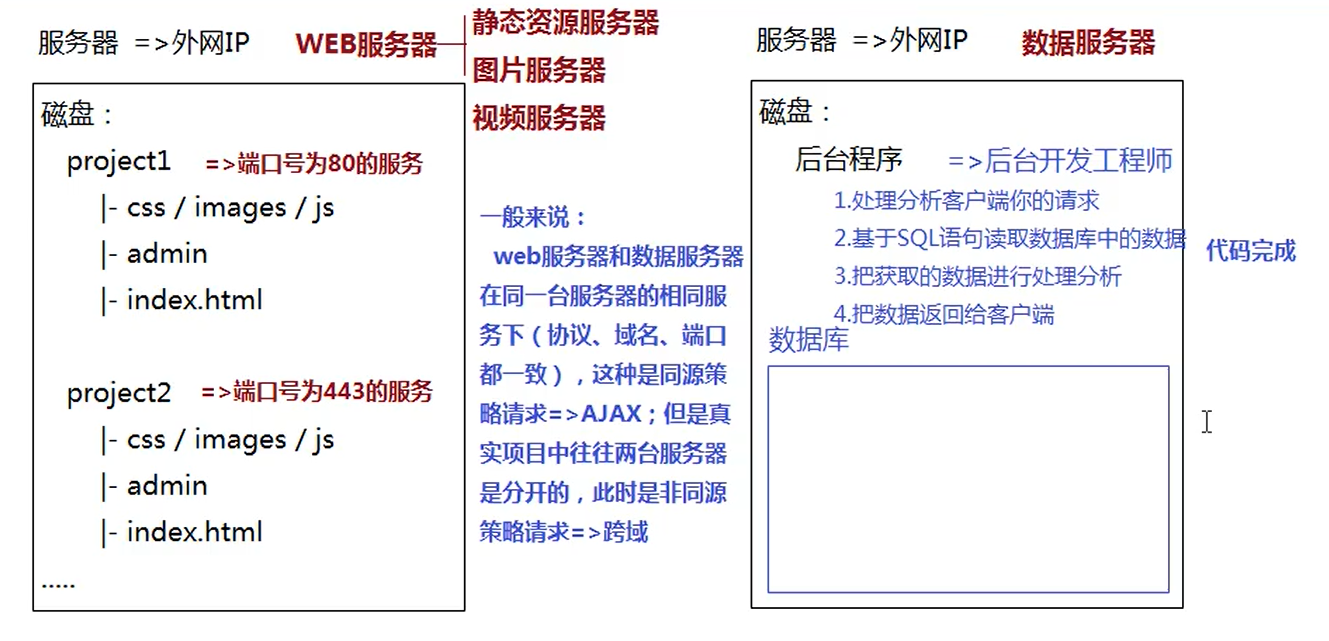 服务器 =>外网IP WEB服务器
静态资源服务器
图片服务器
视频服务器
磁盘：
project1 =>端口号为80的服务
|- css / images / js
|- admin
|- index.html
project2 =>端口号为443的服务
|- css / images / js
|- admin
|- index.html
.....
一般来说：
web服务器和数据服务器
在同一台服务器的相同服
务下（协议、域名、端口
都一致），这种是同源策
略请求=>AJAX；但是真
实项目中往往两台服务器
是分开的，此时是非同源
策略请求=>跨域
服务器 =>外网IP 数据服务器
磁盘：
后台程序 =>后台开发工程师
1.处理分析客户端你的请求
2.基于SQL语句读取数据库中的数据
3.把获取的数据进行处理分析
4.把数据返回给客户端
代码完成
数据库